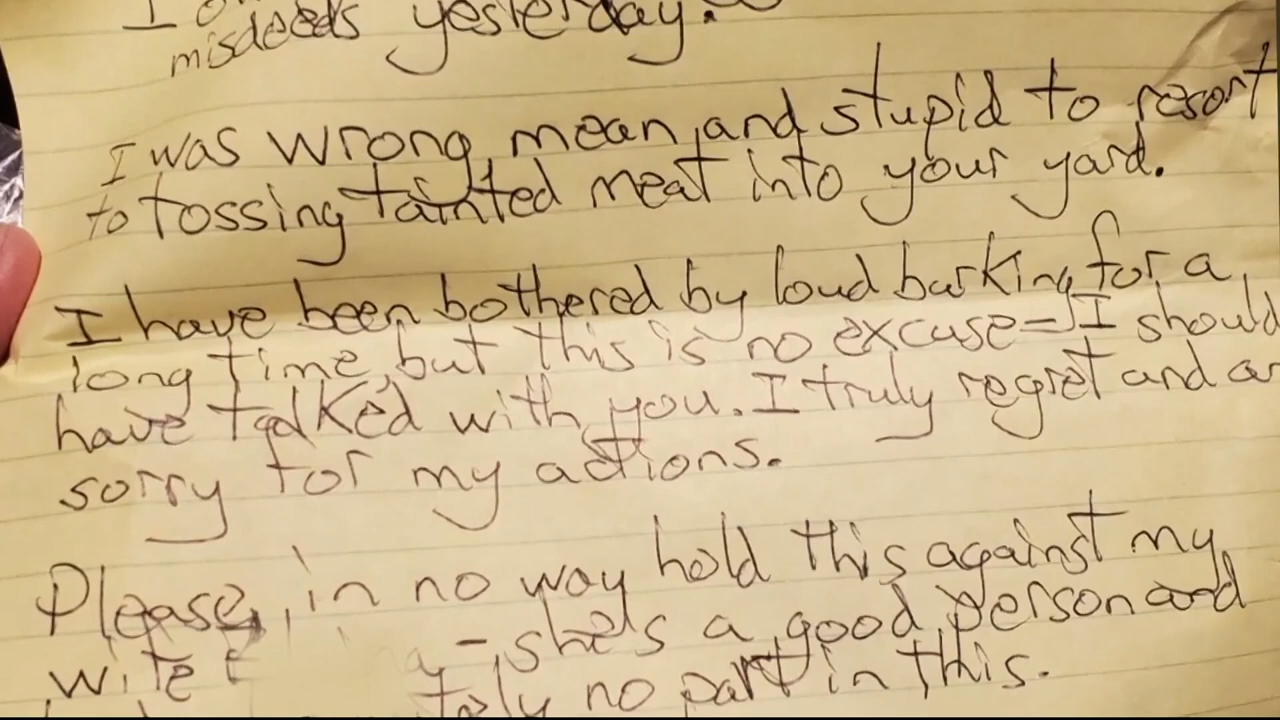 I
misdeeds yesterday.
I was wrong, mean, and stupid to resort
to tossing tainted meat into your yard.
I have been bothered by loud barking for a
long time, but this is no excuse - I should
have talked with you. I truly regret and
sorry for my actions.
Please, in no way hold this against my
wife - she's a good person and
no part in this.